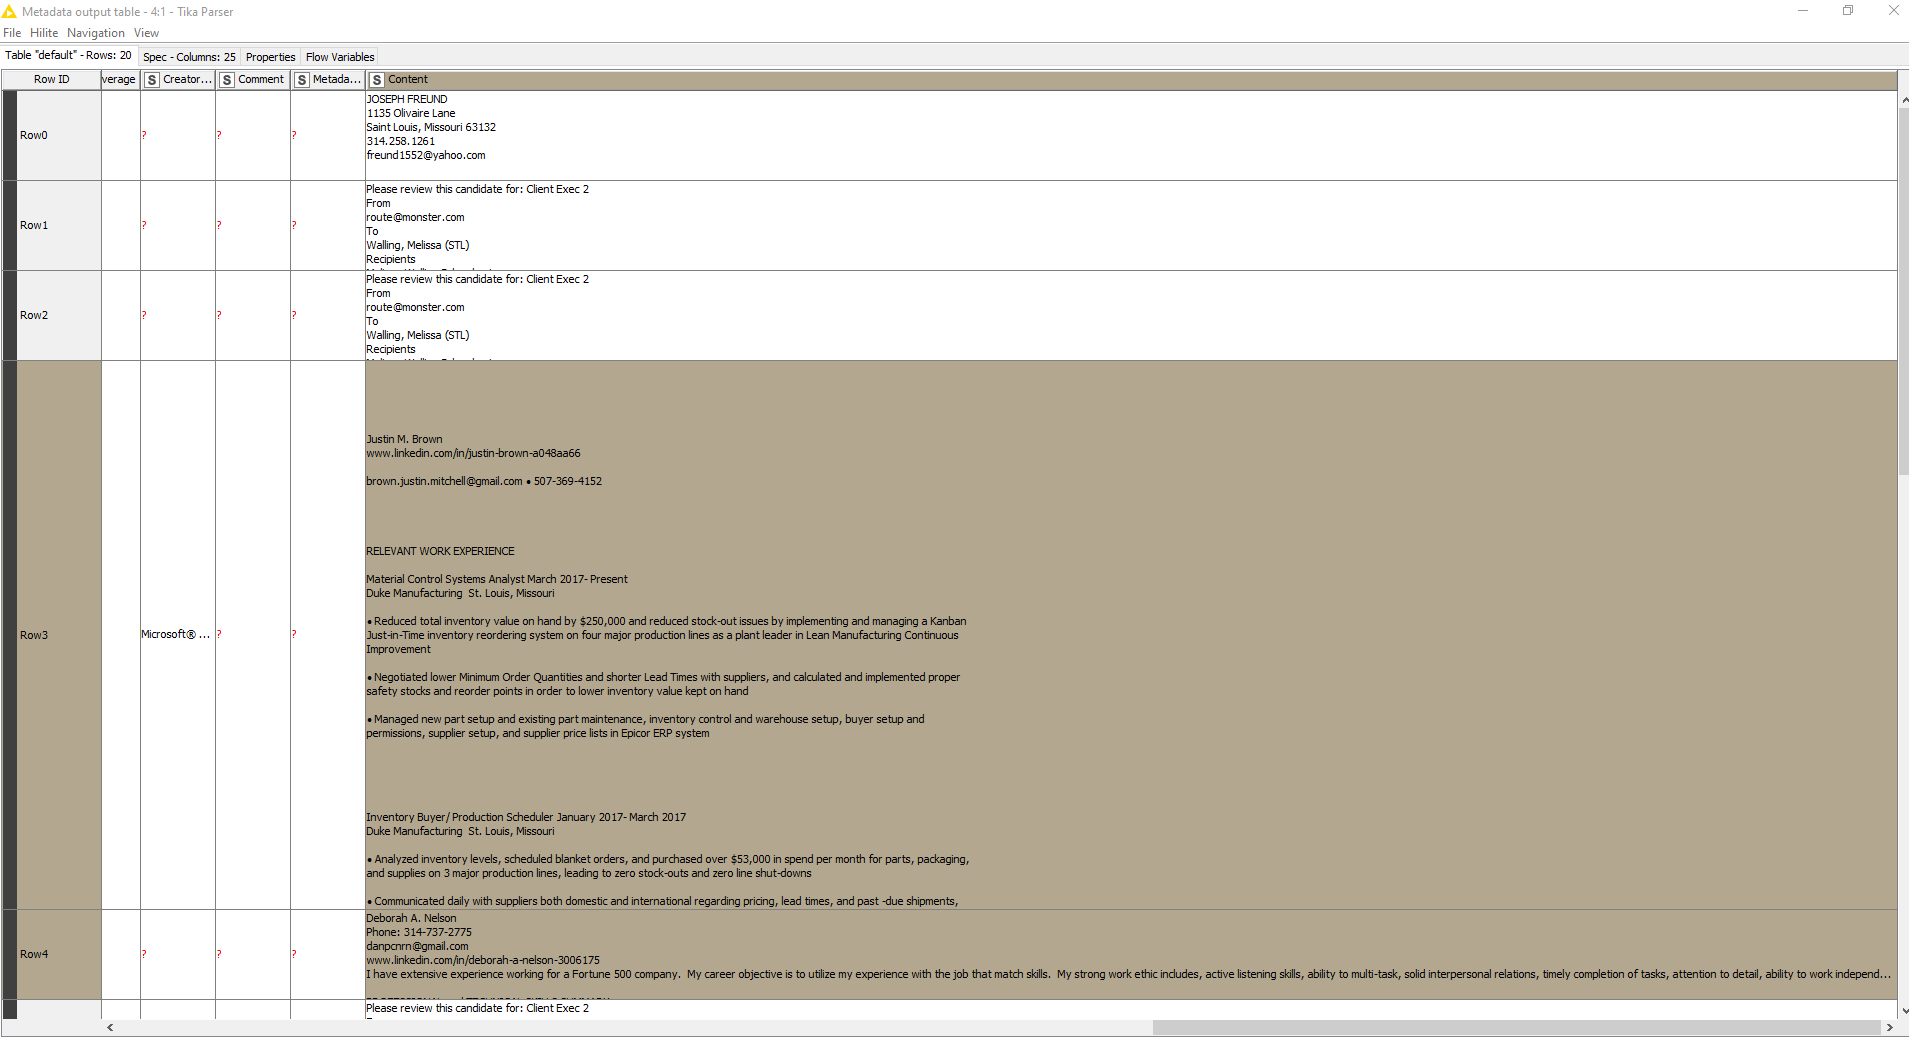 Metadata output table - 4:1 - Tika Parser
File Hilite Navigation View
Table "default" - Rows: 20 Spec - Columns: 25 Properties Flow Variables
Row ID verage S Creator... S Comment S Metada... S Content
Row0 ? ? ?
JOSEPH FREUND
1135 Olivaire Lane
Saint Louis, Missouri 63132
314.258.1261
freund1552@yahoo.com
Row1 ? ? ?
Please review this candidate for: Client Exec 2
From
route@monster.com
To
Walling, Melissa (STL)
Recipients
Row2 ? ? ?
Please review this candidate for: Client Exec 2
From
route@monster.com
To
Walling, Melissa (STL)
Recipients
Row3 Microsoft® ... ? ?
Justin M. Brown
www.linkedin.com/in/justin-brown-a048aa66
brown.justin.mitchell@gmail.com • 507-369-4152
RELEVANT WORK EXPERIENCE
Material Control Systems Analyst March 2017- Present
Duke Manufacturing  St. Louis, Missouri
• Reduced total inventory value on hand by $250,000 and reduced stock-out issues by implementing and managing a Kanban
Just-in-Time inventory reordering system on four major production lines as a plant leader in Lean Manufacturing Continuous
Improvement
• Negotiated lower Minimum Order Quantities and shorter Lead Times with suppliers, and calculated and implemented proper
safety stocks and reorder points in order to lower inventory value kept on hand
• Managed new part setup and existing part maintenance, inventory control and warehouse setup, buyer setup and
permissions, supplier setup, and supplier price lists in Epicor ERP system
Inventory Buyer/ Production Scheduler January 2017- March 2017
Duke Manufacturing  St. Louis, Missouri
• Analyzed inventory levels, scheduled blanket orders, and purchased over $53,000 in spend per month for parts, packaging,
and supplies on 3 major production lines, leading to zero stock-outs and zero line shut-downs
• Communicated daily with suppliers both domestic and international regarding pricing, lead times, and past -due shipments,
Row4 ? ? ?
Deborah A. Nelson
Phone: 314-737-2775
danpcnrn@gmail.com
www.linkedin.com/in/deborah-a-nelson-3006175
I have extensive experience working for a Fortune 500 company.  My career objective is to utilize my experience with the job that match skills.  My strong work ethic includes, active listening skills, ability to multi-task, solid interpersonal relations, timely completion of tasks, attention to detail, ability to work independ...
Please review this candidate for: Client Exec 2